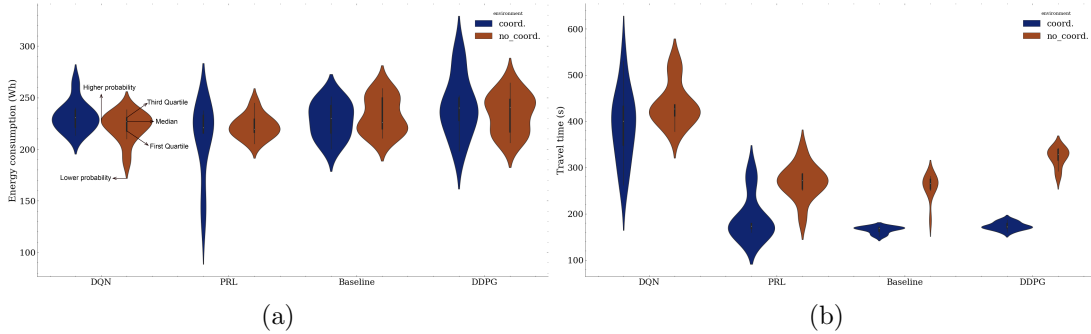 environment
coord.
no_coord.
300
250
200
150
100
Energy consumption (Wh)
Higher probability
Third Quartile
Median
First Quartile
Lower probability
DQN
PRL
Baseline
DDPG
(a)
environment
coord.
no_coord.
600
500
400
300
200
100
Travel time (s)
DQN
PRL
Baseline
DDPG
(b)